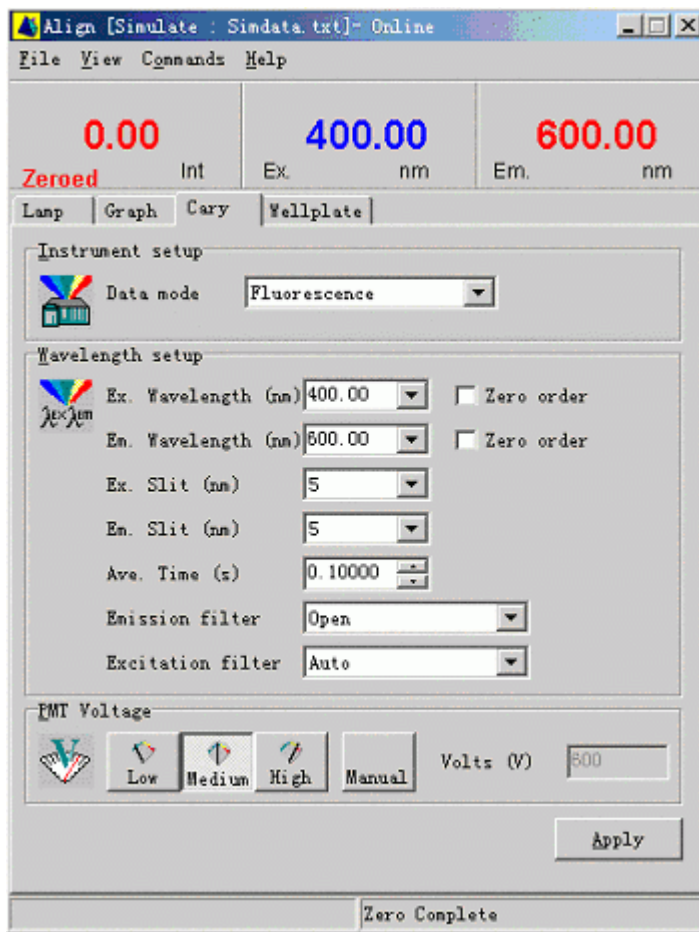 Align [Simulate : Simdata.txt]- Online
File View Commands Help
0.00 400.00 600.00
Zeroed Int Ex. nm Em. nm
Lamp Graph Cary Wellplate
Instrument setup
Data mode Fluorescence
Wavelength setup
λEX λEM
Ex. Wavelength (nm) 400.00 Zero order
Em. Wavelength (nm) 600.00 Zero order
Ex. Slit (nm) 5
Em. Slit (nm) 5
Ave. Time (s) 0.10000
Emission filter Open
Excitation filter Auto
PMT Voltage
V Low Medium High Manual Volts (V) 600
Apply
Zero Complete